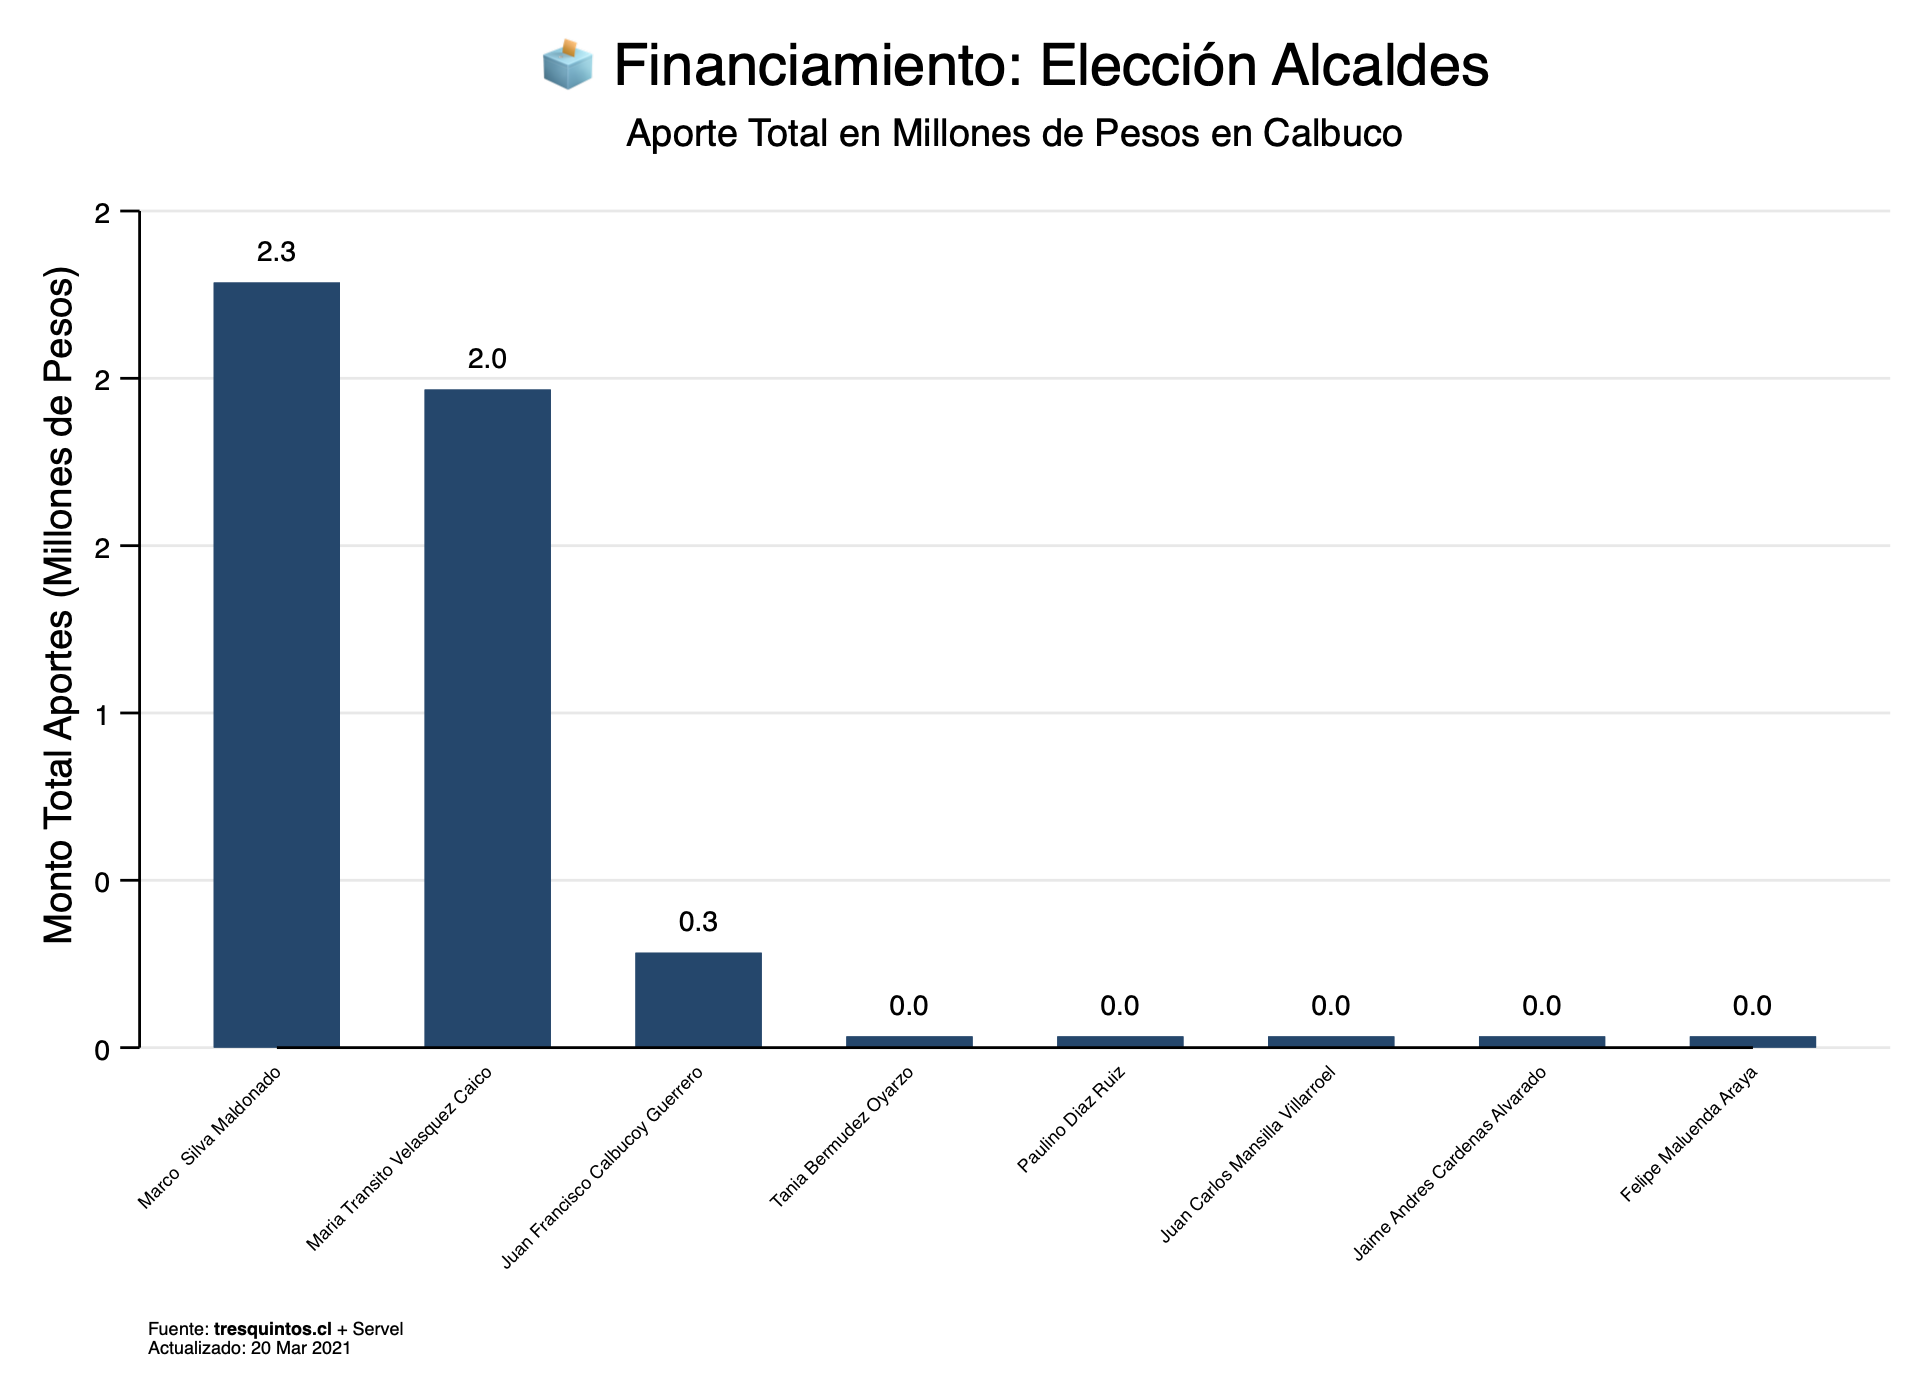 Financiamiento: Elección Alcaldes
Aporte Total en Millones de Pesos en Calbuco
Monto Total Aportes (Millones de Pesos)
2
2
2
1
0
0
2.3
2.0
0.3
0.0
0.0
0.0
0.0
0.0
Marco  Silva Maldonado
Maria Transito Velasquez Caico
Juan Francisco Calbucoy Guerrero
Tania Bermudez Oyarzo
Paulino Diaz Ruiz
Juan Carlos Mansilla Villarroel
Jaime Andres Cardenas Alvarado
Felipe Maluenda Araya
Fuente: tresquintos.cl + Servel
Actualizado: 20 Mar 2021